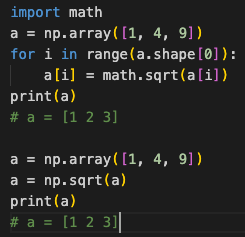 import math
a = np.array([1, 4, 9])
for i in range(a.shape[0]):
    a[i] = math.sqrt(a[i])
print(a)
# a = [1 2 3]

a = np.array([1, 4, 9])
a = np.sqrt(a)
print(a)
# a = [1 2 3]